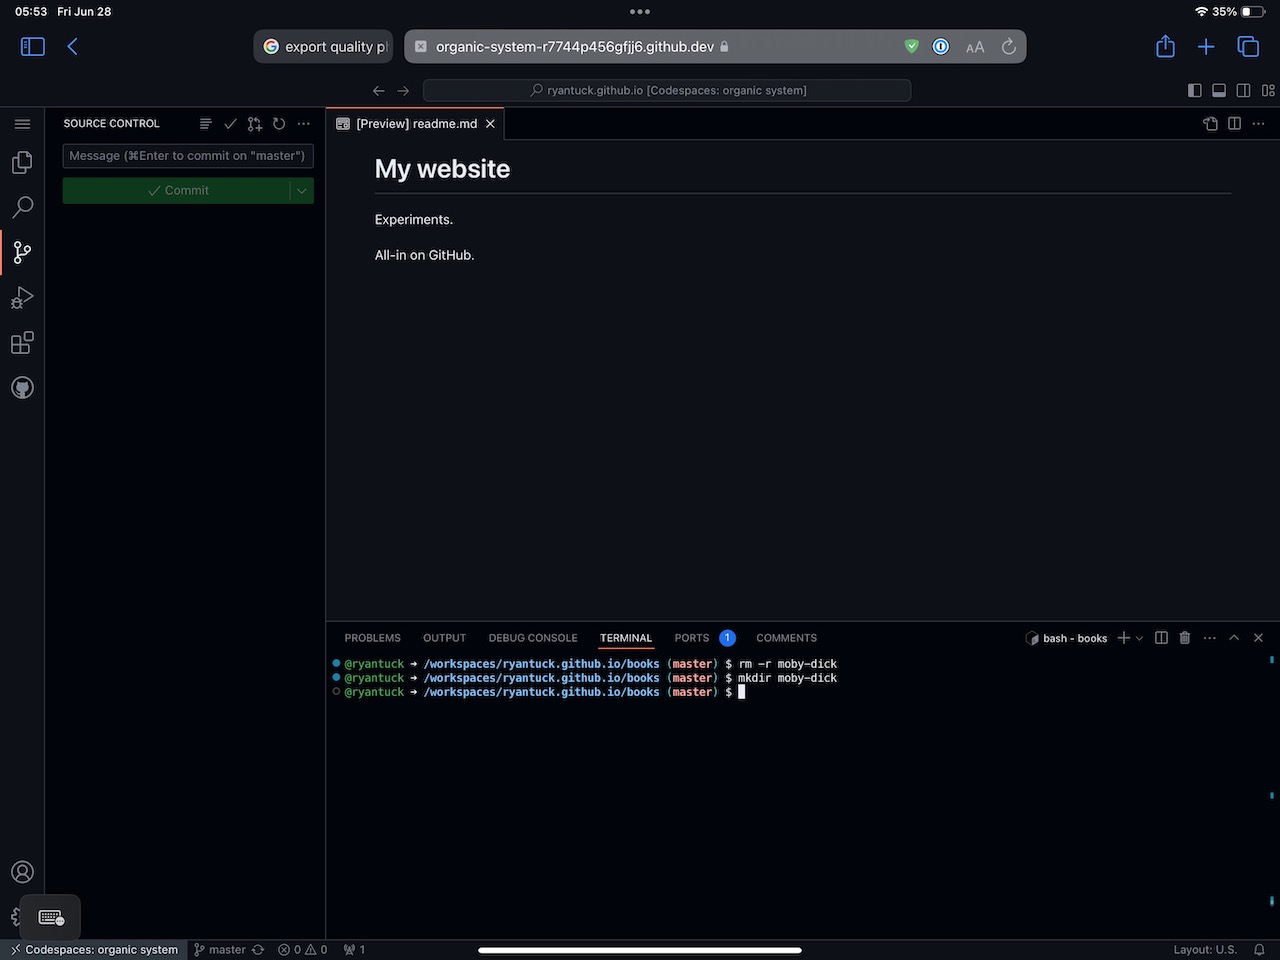 05:53 Fri Jun 28
35%
export quality p
organic-system-r7744p456gfjj6.github.dev
AA
ryantuck.github.io [Codespaces: organic system]
SOURCE CONTROL
[Preview] readme.md
Message (⌘Enter to commit on "master")
Commit
My website
Experiments.
All-in on GitHub.
PROBLEMS OUTPUT DEBUG CONSOLE TERMINAL PORTS 1 COMMENTS
bash - books
@ryantuck ➜ /workspaces/ryantuck.github.io/books (master) $ rm -r moby-dick
@ryantuck ➜ /workspaces/ryantuck.github.io/books (master) $ mkdir moby-dick
@ryantuck ➜ /workspaces/ryantuck.github.io/books (master) $
Codespaces: organic system master 0 0 1 Layout: U.S.